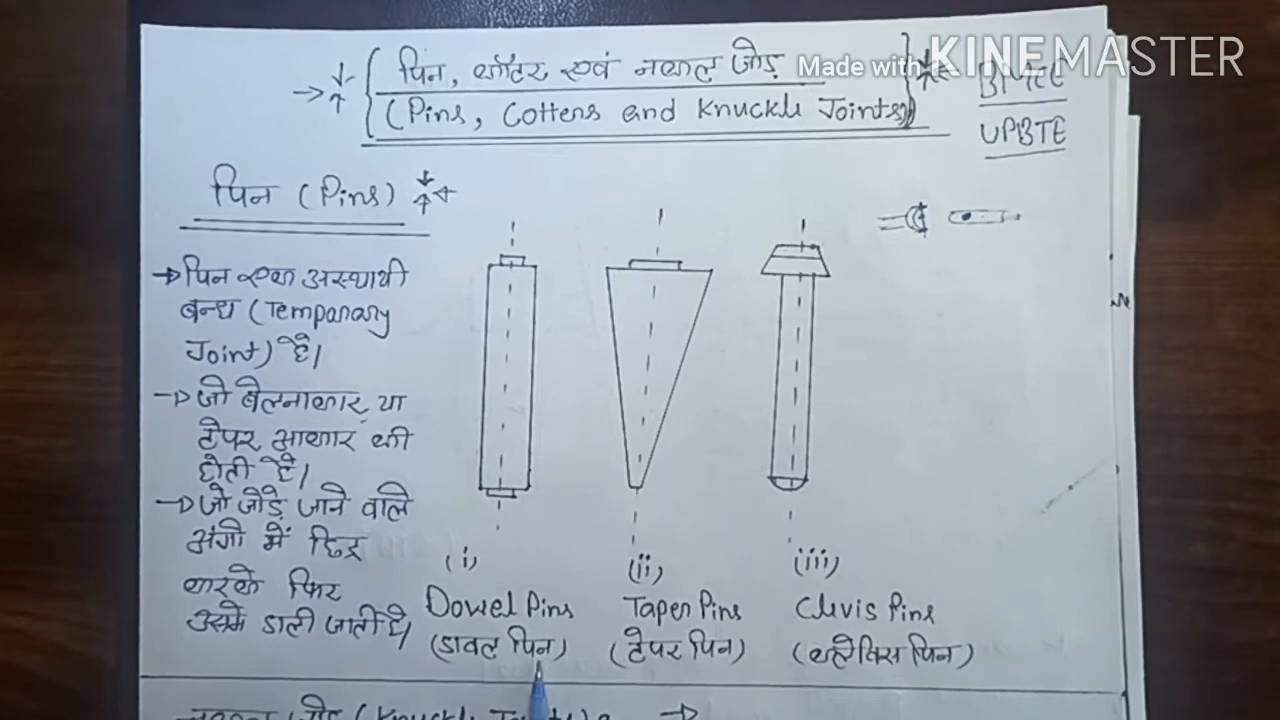 पिन, कॉटर एवं नकल जोड़
Made with KINEMASTER
(Pins, Cotters and Knuckle Joints)
BTEUP
UPBTE
पिन (Pins)
→ पिन एक अस्थायी
बन्ध (Temporary
Joint) है।
→ जो बेलनाकार या
टेपर आकार की
होती है।
→ जो जोड़े जाने वाले
अंगो में छिद्र
करके फिर
उसमे डाली जाती है।
(i)
(ii)
(iii)
Dowel Pins
Taper Pins
Clevis Pins
(डावल पिन)
(टेपर पिन)
(क्लेविस पिन)